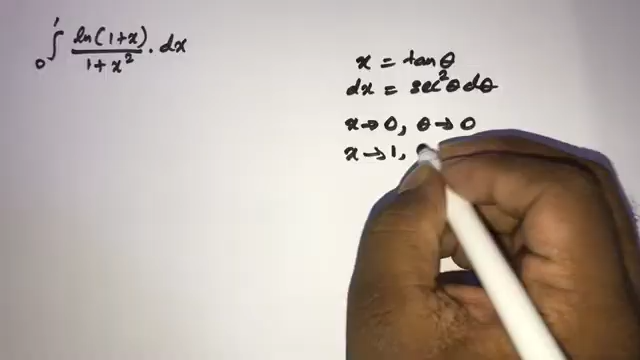 ∫₀¹ ln(1+x)/(1+x²) . dx
x = tanθ
dx = sec²θ dθ
x→0, θ→0
x→1,